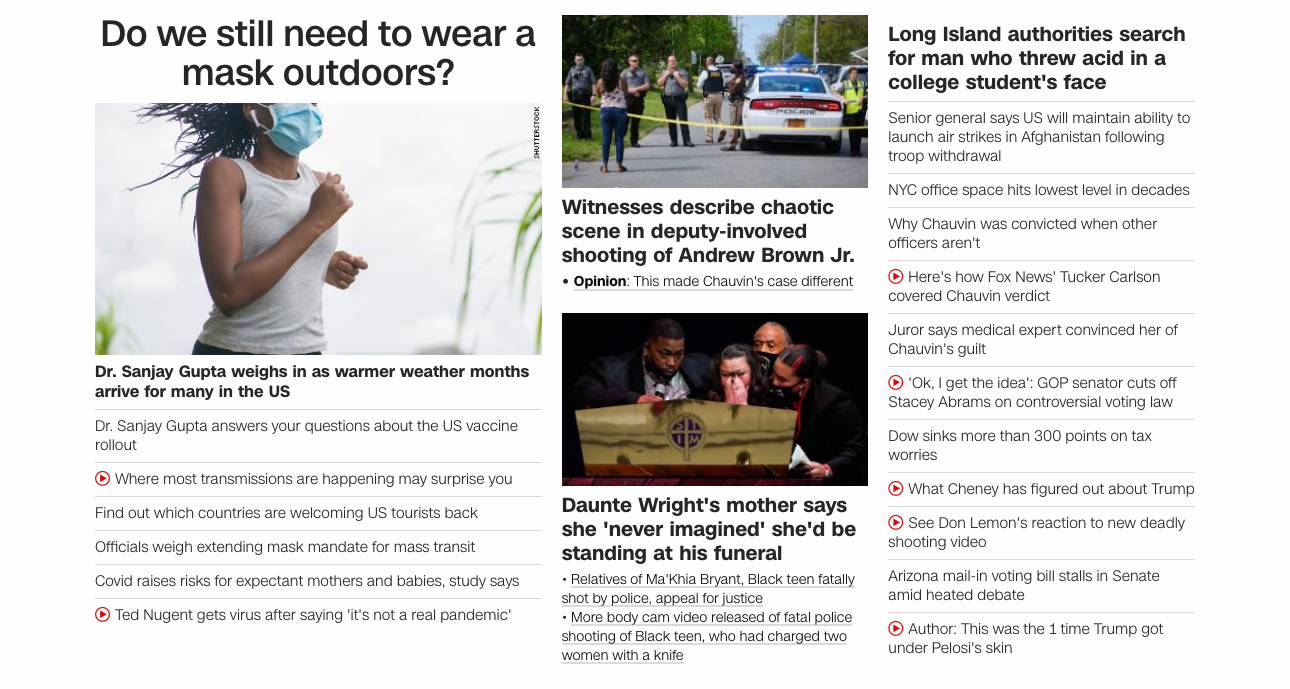 Do we still need to wear a
mask outdoors?
SHUTTERSTOCK
Dr. Sanjay Gupta weighs in as warmer weather months
arrive for many in the US
Dr. Sanjay Gupta answers your questions about the US vaccine
rollout
Where most transmissions are happening may surprise you
Find out which countries are welcoming US tourists back
Officials weigh extending mask mandate for mass transit
Covid raises risks for expectant mothers and babies, study says
Ted Nugent gets virus after saying 'it's not a real pandemic'
POLICE
Witnesses describe chaotic
scene in deputy-involved
shooting of Andrew Brown Jr.
• Opinion: This made Chauvin's case different
Daunte Wright's mother says
she 'never imagined' she'd be
standing at his funeral
• Relatives of Ma'Khia Bryant, Black teen fatally
shot by police, appeal for justice
• More body cam video released of fatal police
shooting of Black teen, who had charged two
women with a knife
Long Island authorities search
for man who threw acid in a
college student's face
Senior general says US will maintain ability to
launch air strikes in Afghanistan following
troop withdrawal
NYC office space hits lowest level in decades
Why Chauvin was convicted when other
officers aren't
Here's how Fox News' Tucker Carlson
covered Chauvin verdict
Juror says medical expert convinced her of
Chauvin's guilt
'Ok, I get the idea': GOP senator cuts off
Stacey Abrams on controversial voting law
Dow sinks more than 300 points on tax
worries
What Cheney has figured out about Trump
See Don Lemon's reaction to new deadly
shooting video
Arizona mail-in voting bill stalls in Senate
amid heated debate
Author: This was the 1 time Trump got
under Pelosi's skin